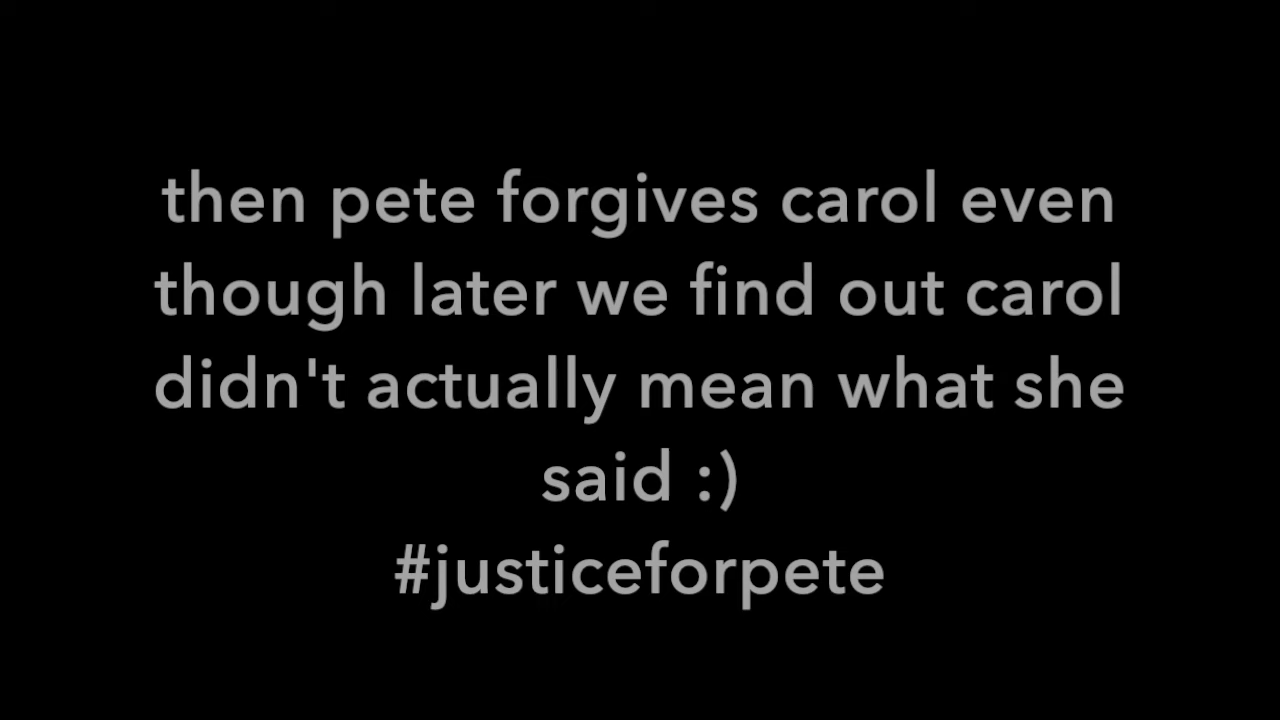 then pete forgives carol even
though later we find out carol
didn't actually mean what she
said :)
#justiceforpete